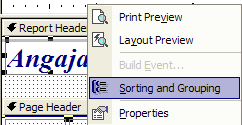 Report Header
Angaja
Page Header
Print Preview
Layout Preview
Build Event...
Sorting and Grouping
Properties